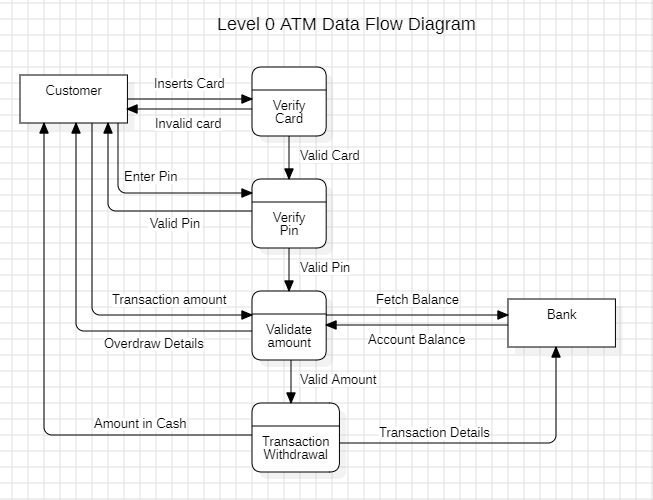 Level 0 ATM Data Flow Diagram
Customer
Inserts Card
Verify
Card
Invalid card
Valid Card
Enter Pin
Verify
Pin
Valid Pin
Valid Pin
Transaction amount
Fetch Balance
Bank
Validate
amount
Overdraw Details
Account Balance
Valid Amount
Amount in Cash
Transaction Details
Transaction
Withdrawal